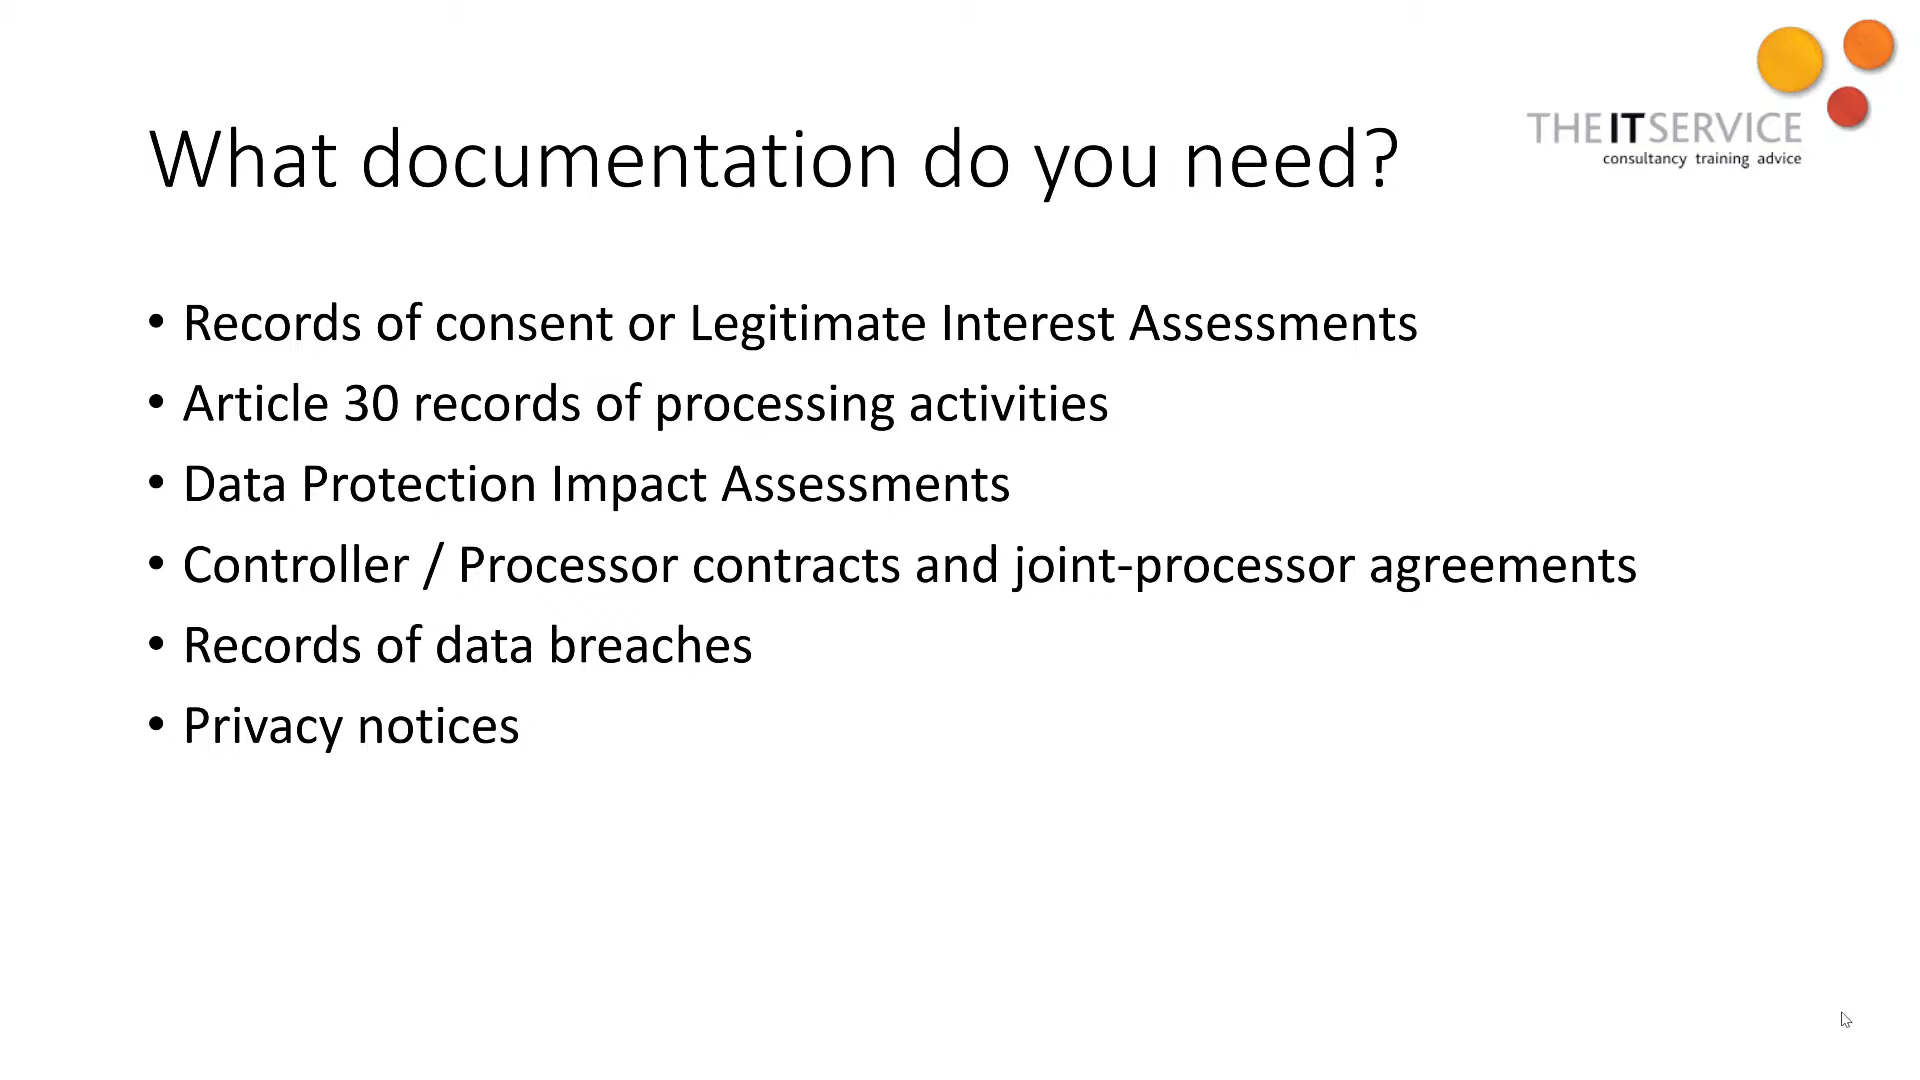 THE IT SERVICE
consultancy training advice
What documentation do you need?
• Records of consent or Legitimate Interest Assessments
• Article 30 records of processing activities
• Data Protection Impact Assessments
• Controller / Processor contracts and joint-processor agreements
• Records of data breaches
• Privacy notices